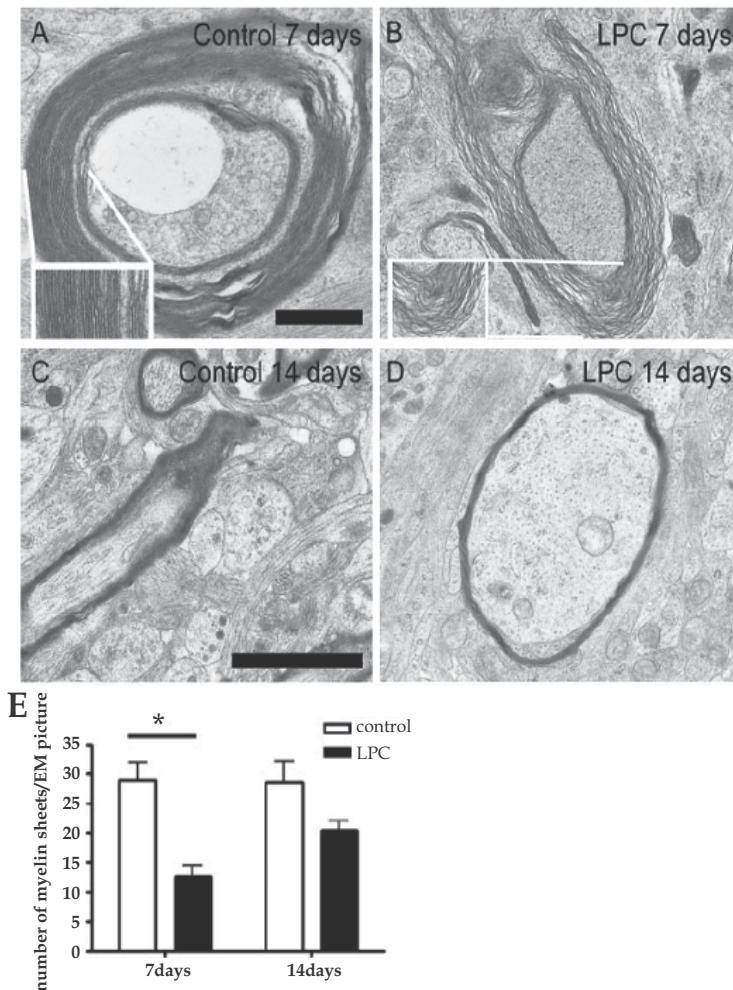 A Control 7 days
B LPC 7 days
C Control 14 days
D LPC 14 days
E
number of myelin sheets/EM picture
*
control
LPC
35
30
25
20
15
10
5
0
7days 14days